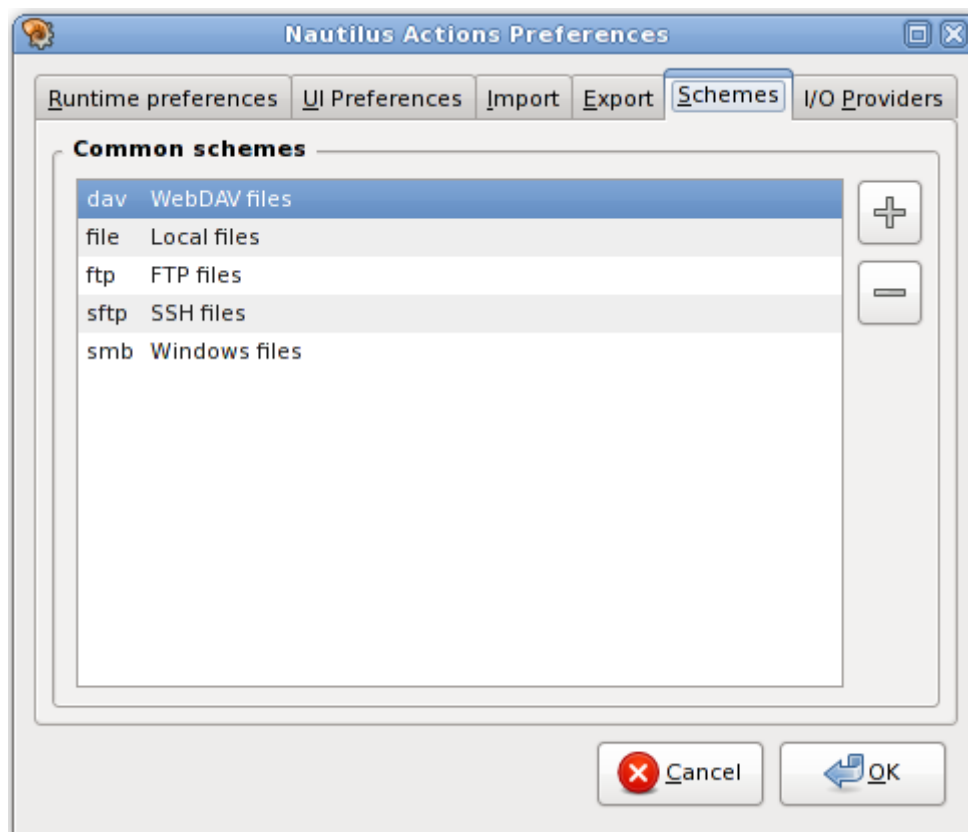 Nautilus Actions Preferences
Runtime preferences UI Preferences Import Export Schemes I/O Providers
Common schemes
dav WebDAV files
file Local files
ftp FTP files
sftp SSH files
smb Windows files
Cancel OK